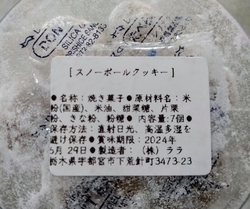 SILICA G
[スノーボールクッキー]
●名称：焼き菓子●原材料名：米
粉(国産)、米油、甜菜糖、片栗
粉、きな粉、粉糖 ● 内容量:7個●
保存方法：直射日光、高温多湿を
避け保存●賞味期限：2024年
5月29日●製造者：（株）ララ
栃木県宇都宮市下荒針町3473-23